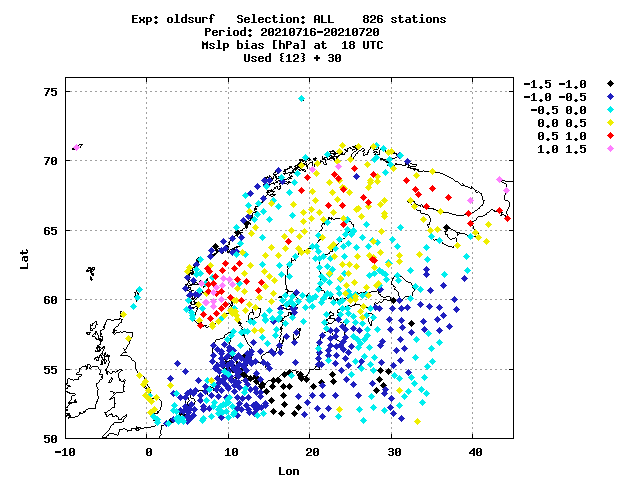 Exp: oldsurf   Selection: ALL    826 stations
Period: 20210716-20210720
Mslp bias [hPa] at  18 UTC
Used {12} + 30
-1.5 -1.0
-1.0 -0.5
-0.5 0.0
0.0 0.5
0.5 1.0
1.0 1.5
75
70
65
60
55
50
Lat
-10 0 10 20 30 40
Lon